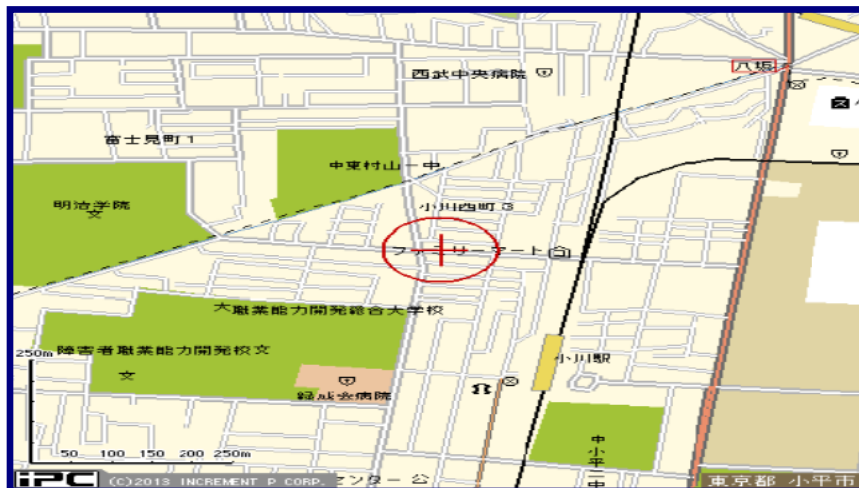 八坂
西武中央病院
富士見町1
中東村山一中
明治学院
文
小川西町3
ファミリーマート
大職業能力開発総合大学校
障害者職業能力開発校文
文
250m
小川駅
緑成会病院
中小平二中
50 100 150 200 250m
iPC (C)2013 INCREMENT P CORP.
センター 公
東京都 小平市